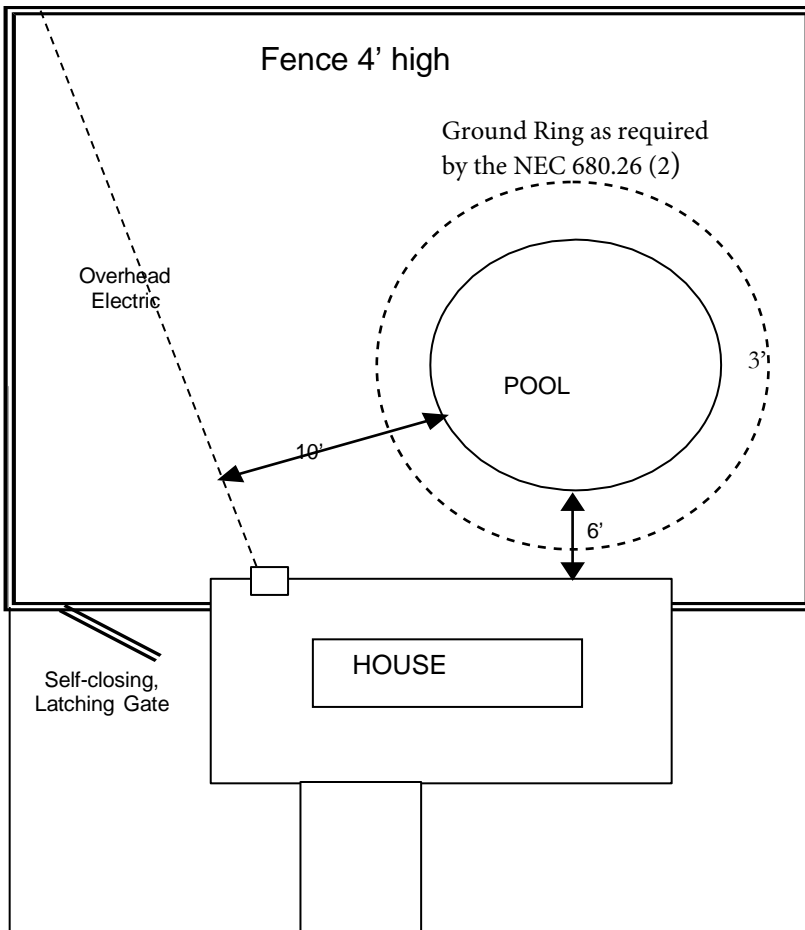 Fence 4’ high
Ground Ring as required
by the NEC 680.26 (2)
Overhead
Electric
3’
POOL
10’
6’
HOUSE
Self-closing,
Latching Gate